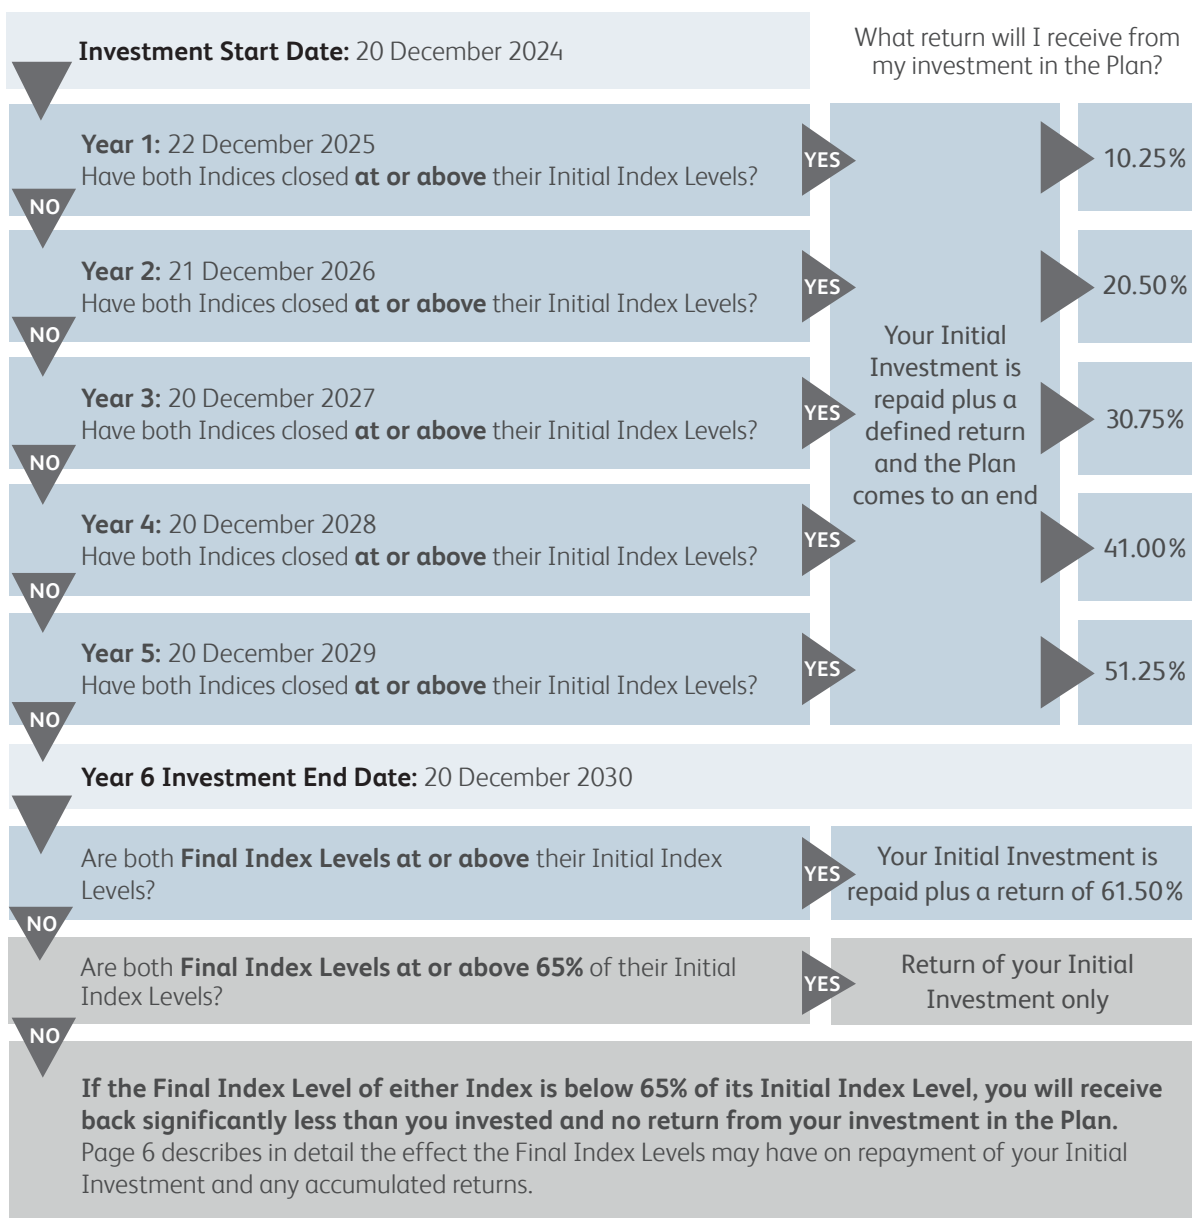 Investment Start Date: 20 December 2024
What return will I receive from
my investment in the Plan?
Year 1: 22 December 2025
Have both Indices closed at or above their Initial Index Levels?
YES
10.25%
NO
Year 2: 21 December 2026
Have both Indices closed at or above their Initial Index Levels?
YES
20.50%
NO
Year 3: 20 December 2027
Have both Indices closed at or above their Initial Index Levels?
YES
30.75%
NO
Year 4: 20 December 2028
Have both Indices closed at or above their Initial Index Levels?
YES
41.00%
NO
Year 5: 20 December 2029
Have both Indices closed at or above their Initial Index Levels?
YES
51.25%
NO
Your Initial
Investment is
repaid plus a
defined return
and the Plan
comes to an end
Year 6 Investment End Date: 20 December 2030
Are both Final Index Levels at or above their Initial Index
Levels?
YES
Your Initial Investment is
repaid plus a return of 61.50%
NO
Are both Final Index Levels at or above 65% of their Initial
Index Levels?
YES
Return of your Initial
Investment only
NO
If the Final Index Level of either Index is below 65% of its Initial Index Level, you will receive
back significantly less than you invested and no return from your investment in the Plan.
Page 6 describes in detail the effect the Final Index Levels may have on repayment of your Initial
Investment and any accumulated returns.